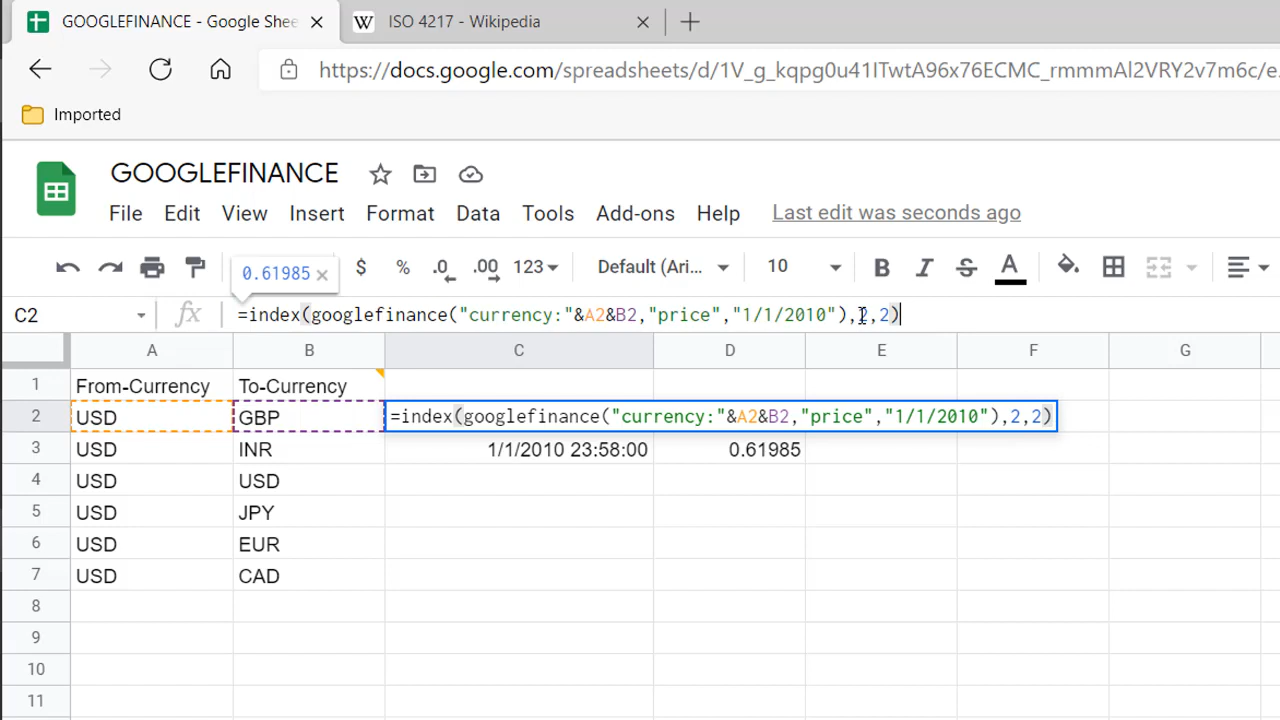 GOOGLEFINANCE - Google Shee
ISO 4217 - Wikipedia
https://docs.google.com/spreadsheets/d/1V_g_kqpg0u41ITwtA96x76ECMC_rmmmAl2VRY2v7m6c/e.
Imported
GOOGLEFINANCE
File Edit View Insert Format Data Tools Add-ons Help Last edit was seconds ago
0.61985 × $ % .0 .00 123 Default (Ari... 10 B I S A
C2 fx =index(googlefinance("currency:"&A2&B2,"price","1/1/2010"),2,2)
A B C D E F G
1 From-Currency To-Currency
2 USD GBP =index(googlefinance("currency:"&A2&B2,"price","1/1/2010"),2,2)
3 USD INR 1/1/2010 23:58:00 0.61985
4 USD USD
5 USD JPY
6 USD EUR
7 USD CAD
8
9
10
11